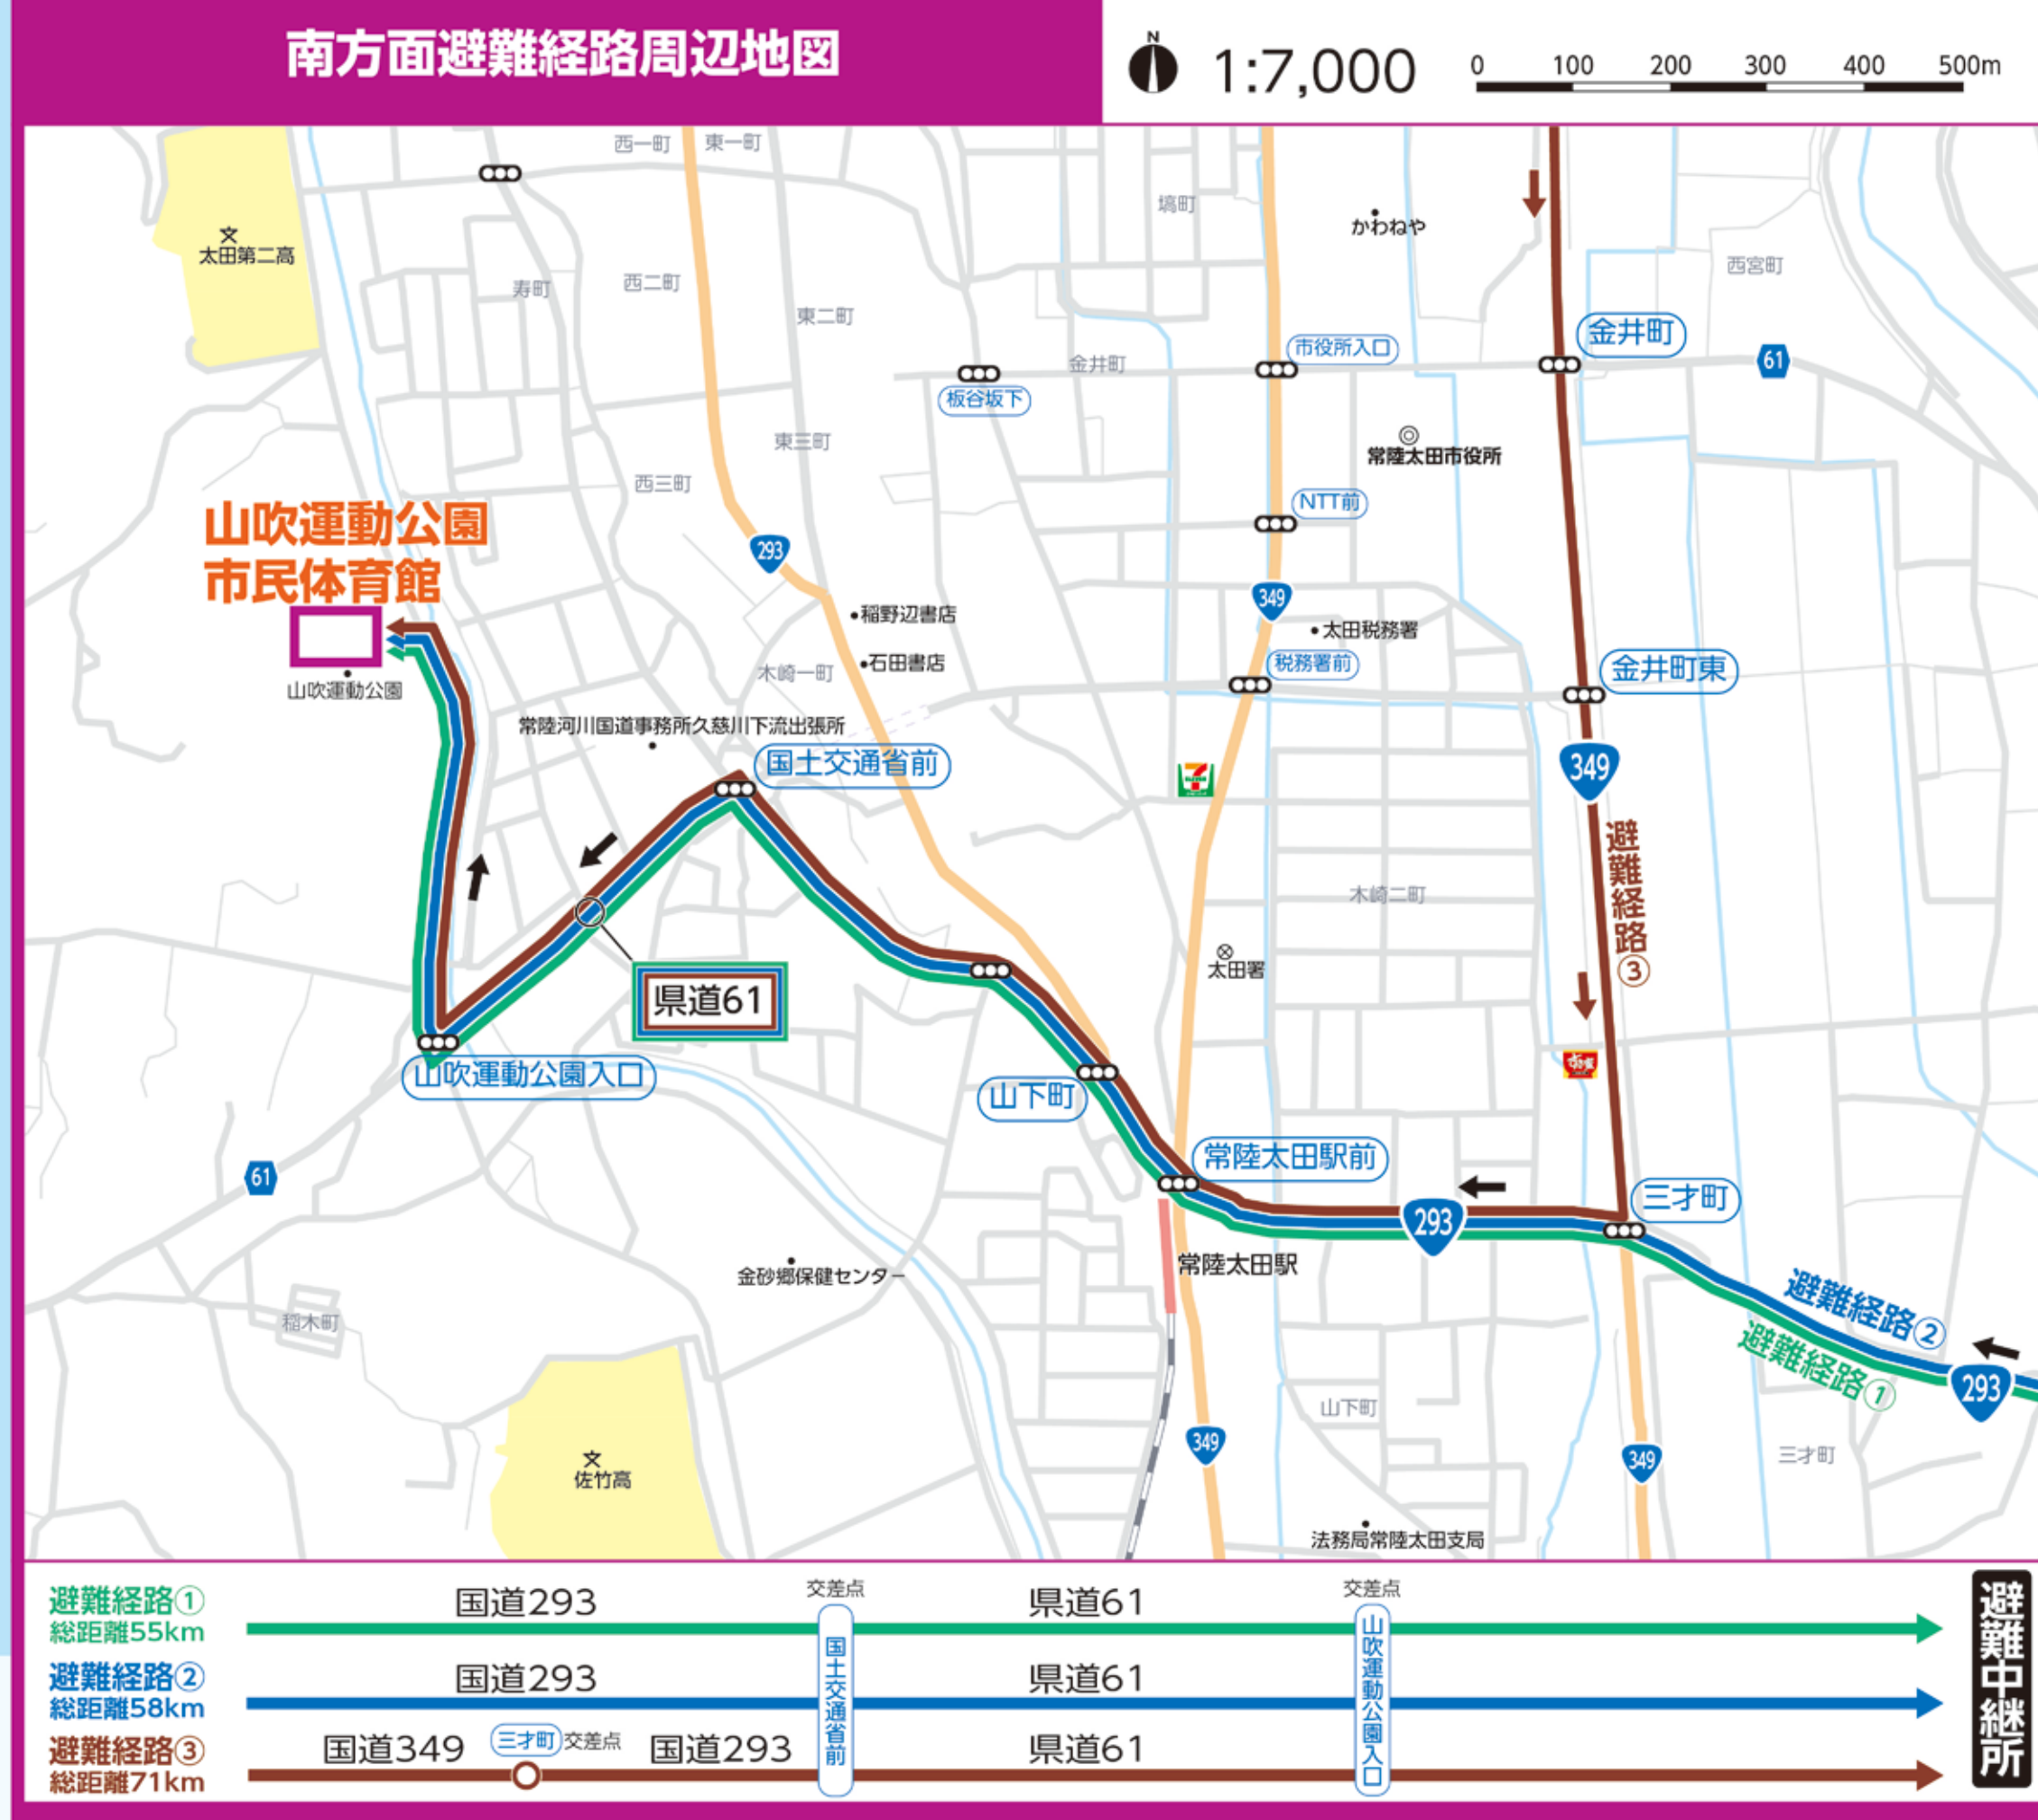 南方面避難経路周辺地図
N
1:7,000
0 100 200 300 400 500m
西一町
東一町
塙町
かわねや
太田第二高
西宮町
寿町
西二町
東二町
金井町
市役所入口
金井町
61
板谷坂下
東三町
常陸太田市役所
西三町
NTT前
山吹運動公園
市民体育館
293
349
稲野辺書店
太田税務署
石田書店
税務署前
金井町東
木崎一町
山吹運動公園
常陸河川国道事務所久慈川下流出張所
国土交通省前
349
避難経路③
木崎二町
太田署
県道61
すき家
山吹運動公園入口
山下町
常陸太田駅前
61
三才町
293
常陸太田駅
金砂郷保健センター
避難経路②
避難経路①
293
稲木町
山下町
349
349
三才町
佐竹高
法務局常陸太田支局
避難経路①
総距離55km
国道293
交差点
国土交通省前
県道61
交差点
山吹運動公園入口
避難経路②
総距離58km
国道293
県道61
避難経路③
総距離71km
国道349
三才町交差点
国道293
県道61
避難中継所